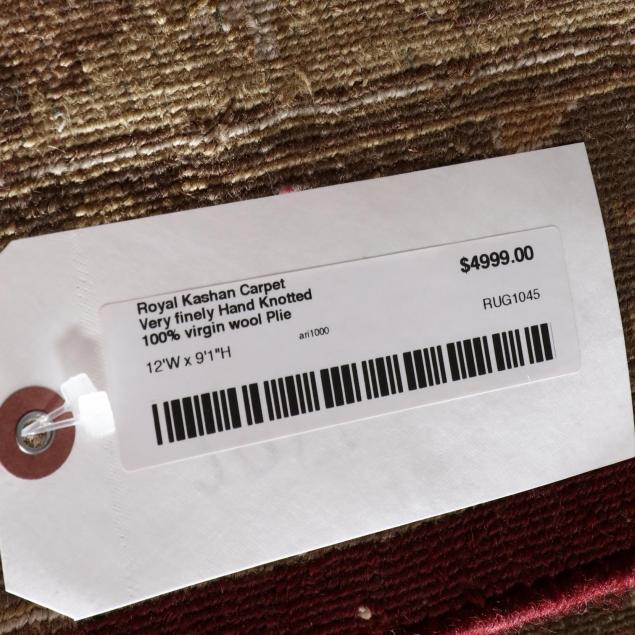 Royal Kashan Carpet
Very finely Hand Knotted
100% virgin wool Plie
ari1000
12'W x 9'1"H
$4999.00
RUG1045